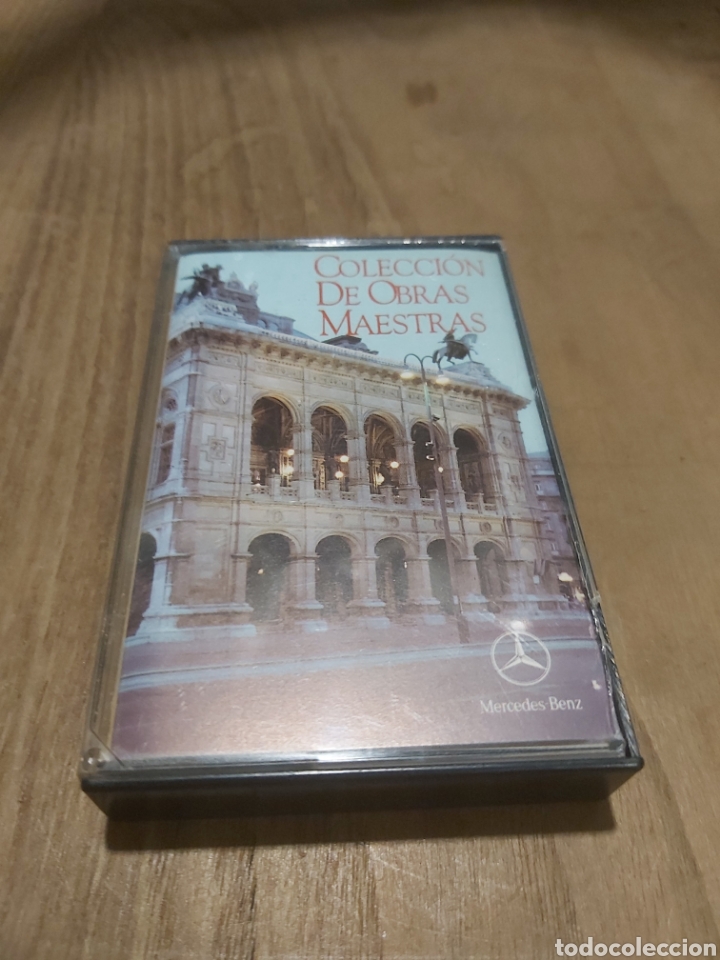 COLECCIÓN
DE OBRAS
MAESTRAS
Mercedes-Benz
todocoleccion